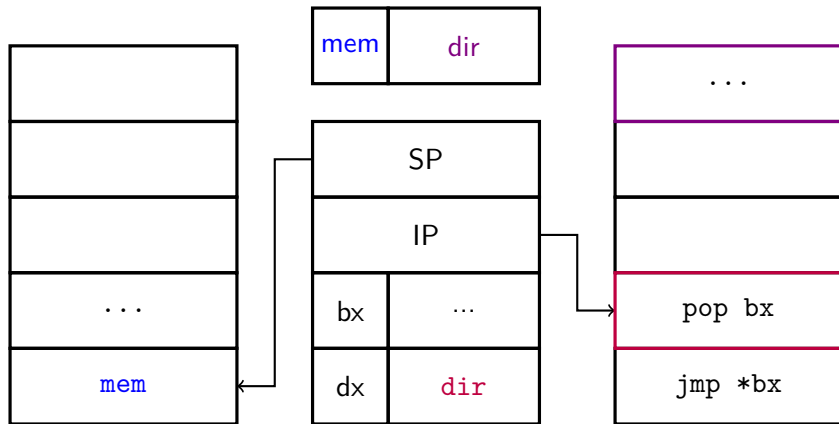 mem dir
...
SP
IP
... bx ... pop bx
mem dx dir jmp *bx